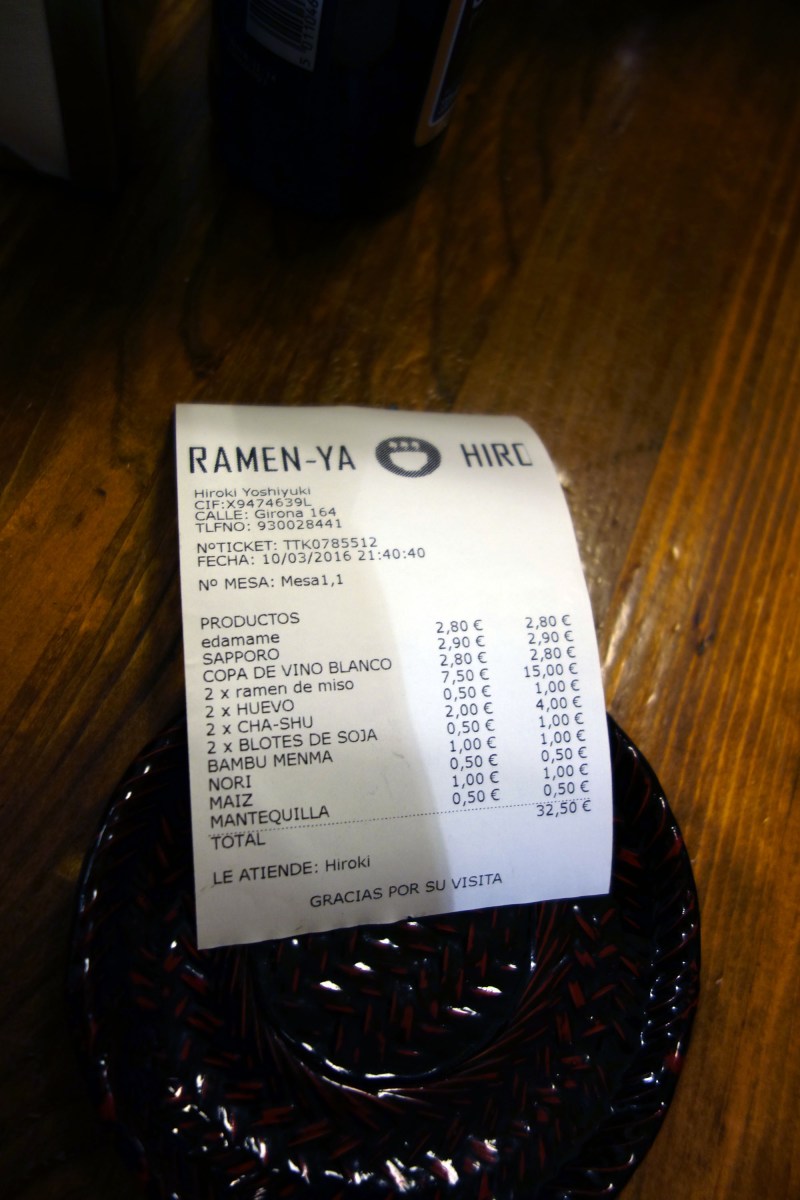 RAMEN-YA HIRO
Hiroki Yoshiyuki
CIF:X9474639L
CALLE: Girona 164
TLFNO: 930028441
NºTICKET: TTK0785512
FECHA: 10/03/2016 21:40:40
Nº MESA: Mesa1,1
PRODUCTOS
edamame 2,80 € 2,80 €
SAPPORO 2,90 € 2,90 €
COPA DE VINO BLANCO 2,80 € 2,80 €
2 x ramen de miso 7,50 € 15,00 €
2 x HUEVO 0,50 € 1,00 €
2 x CHA-SHU 2,00 € 4,00 €
2 x BLOTES DE SOJA 0,50 € 1,00 €
BAMBU MENMA 1,00 € 1,00 €
NORI 0,50 € 0,50 €
MAIZ 1,00 € 1,00 €
MANTEQUILLA 0,50 € 0,50 €
TOTAL 32,50 €
LE ATIENDE: Hiroki
GRACIAS POR SU VISITA